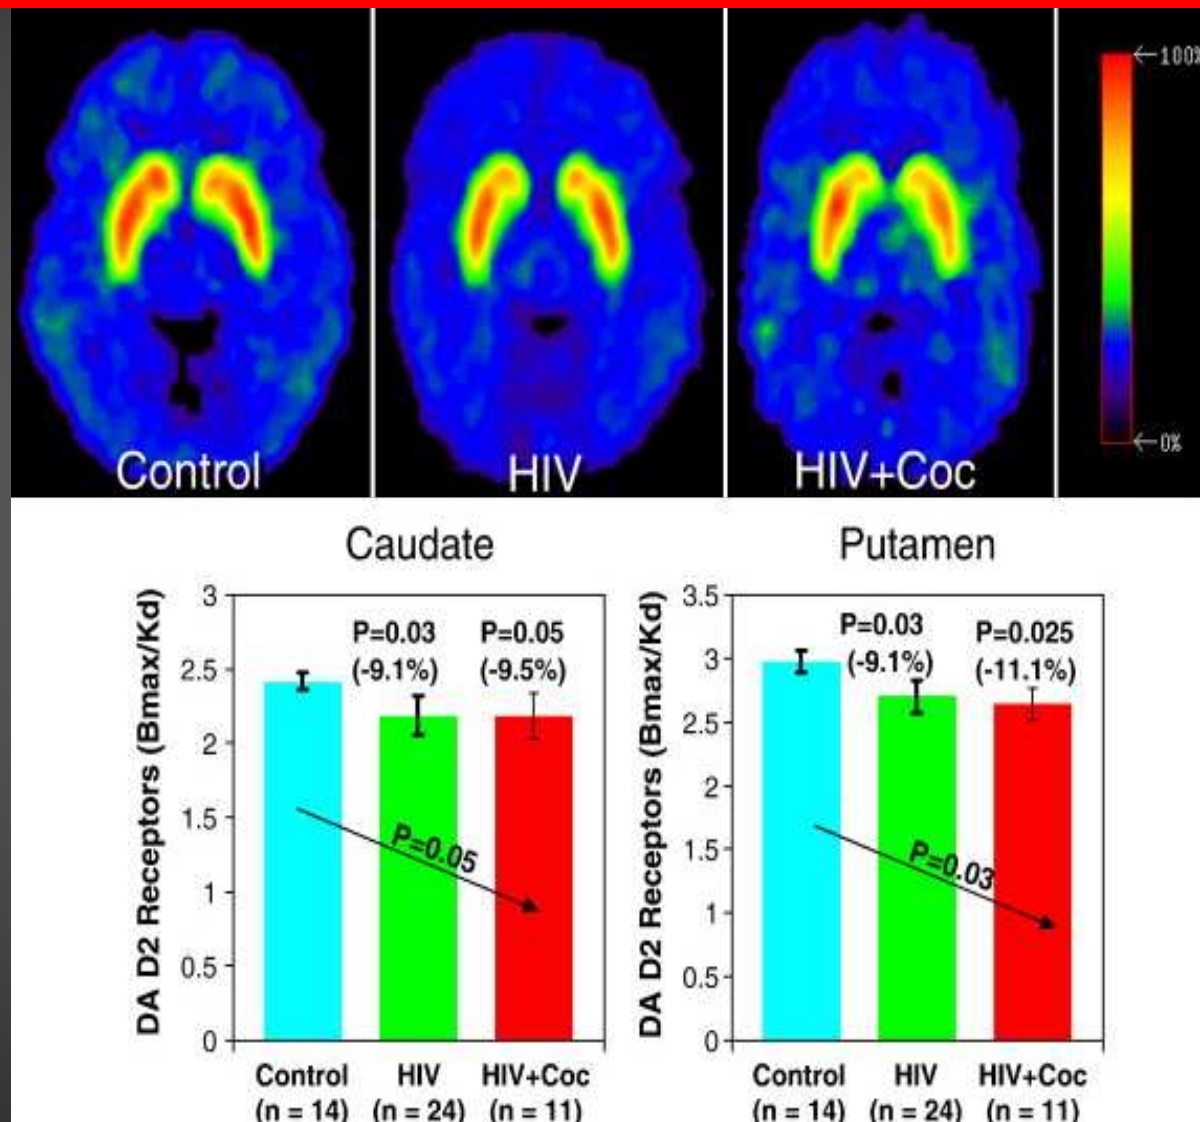 ←100%
←0%
Control
HIV
HIV+Coc
Caudate
DA D2 Receptors (Bmax/Kd)
3
2.5
2
1.5
1
0.5
0
P=0.03
(-9.1%)
P=0.05
(-9.5%)
P=0.05
Control
(n = 14)
HIV
(n = 24)
HIV+Coc
(n = 11)
Putamen
DA D2 Receptors (Bmax/Kd)
3.5
3
2.5
2
1.5
1
0.5
0
P=0.03
(-9.1%)
P=0.025
(-11.1%)
P=0.03
Control
(n = 14)
HIV
(n = 24)
HIV+Coc
(n = 11)